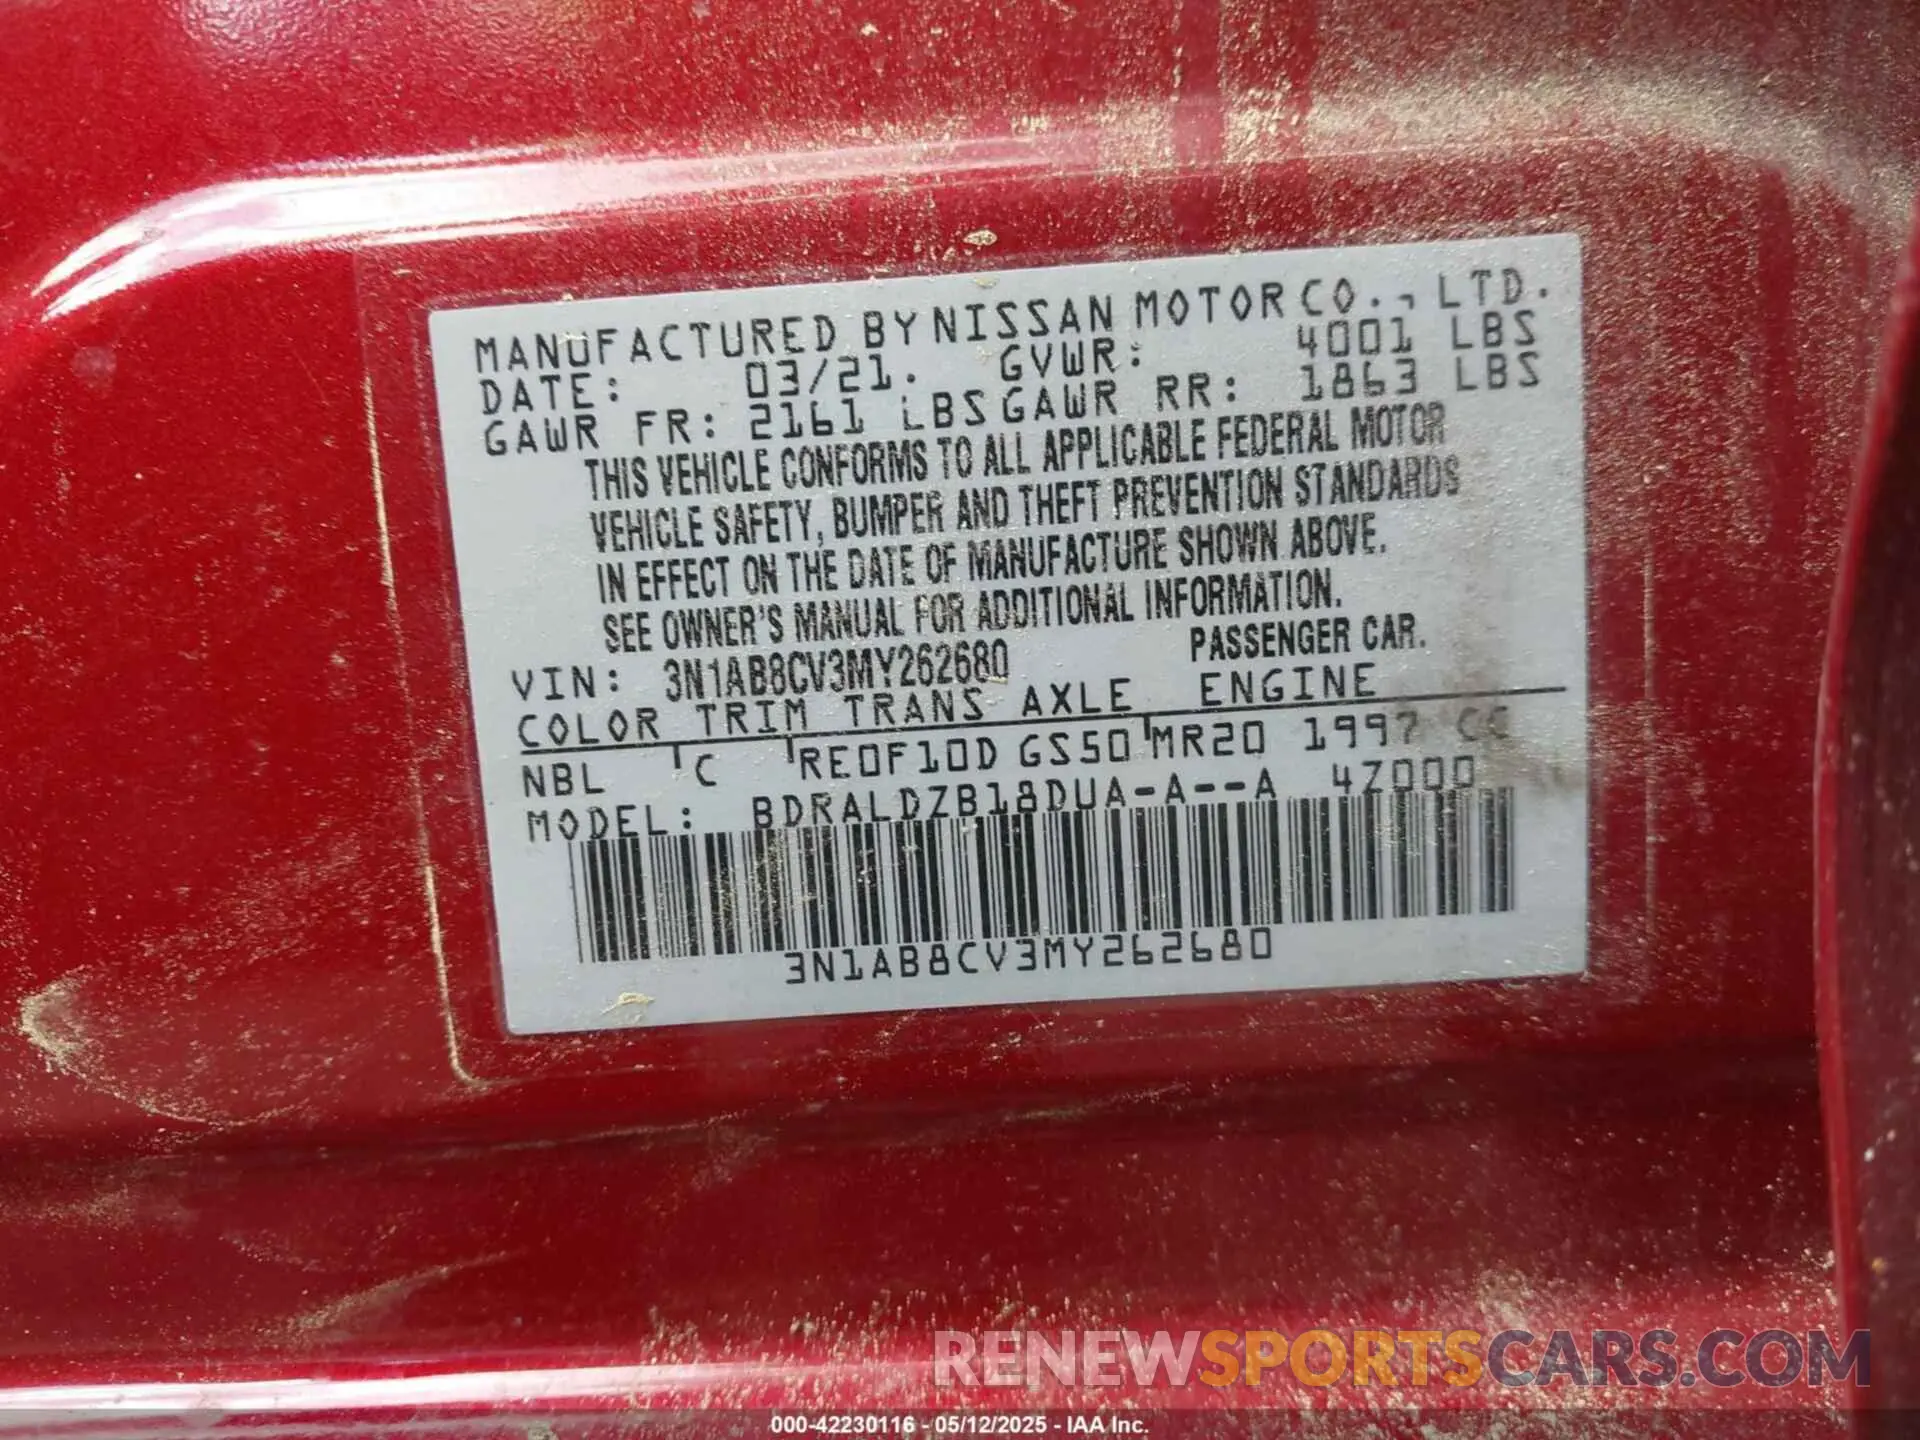 MANUFACTURED BY NISSAN MOTOR CO., LTD.
DATE: 03/21. GVWR: 4001 LBS
GAWR FR: 2161 LBS GAWR RR: 1863 LBS
THIS VEHICLE CONFORMS TO ALL APPLICABLE FEDERAL MOTOR
VEHICLE SAFETY, BUMPER AND THEFT PREVENTION STANDARDS
IN EFFECT ON THE DATE OF MANUFACTURE SHOWN ABOVE.
SEE OWNER'S MANUAL FOR ADDITIONAL INFORMATION.
VIN: 3N1AB8CV3MY262680 PASSENGER CAR.
COLOR TRIM TRANS AXLE ENGINE
NBL C RE0F10D GS50 MR20 1997 CC
MODEL: BDRALDZB18DUA-A--A 4Z000
3N1AB8CV3MY262680
RENEWSPORTSCARS.COM
000-42230116 - 05/12/2025 - IAA Inc.